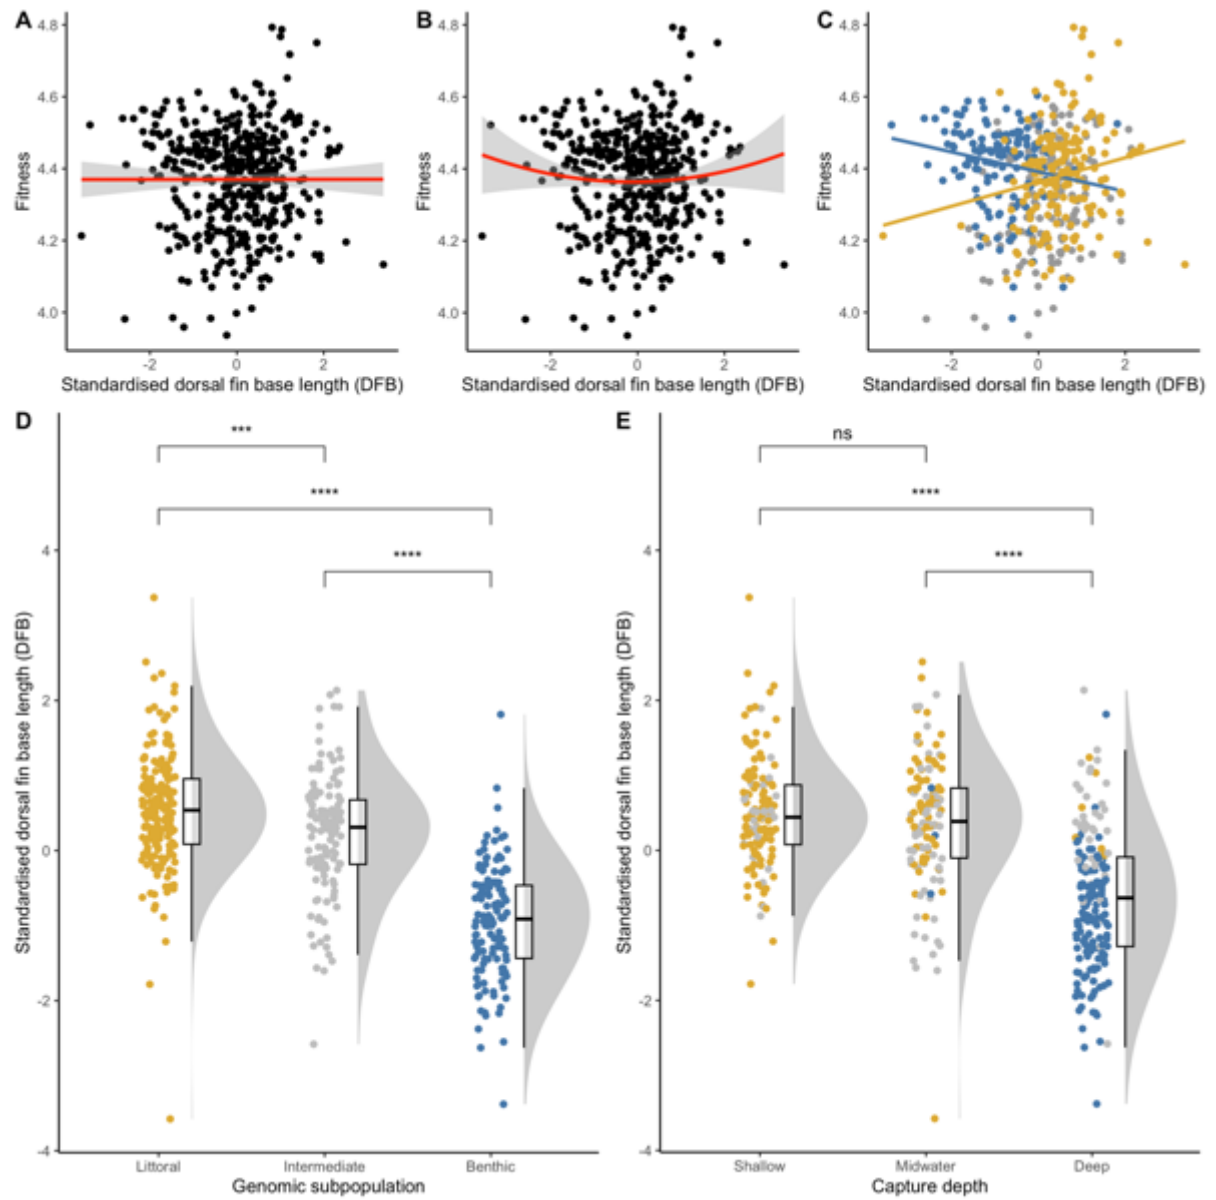 A
B
C
4.8
4.6
4.4
4.2
4.0
Fitness
-2
0
2
Standardised dorsal fin base length (DFB)
4.8
4.6
4.4
4.2
4.0
Fitness
-2
0
2
Standardised dorsal fin base length (DFB)
4.8
4.6
4.4
4.2
4.0
Fitness
-2
0
2
Standardised dorsal fin base length (DFB)
D
***
****
****
4
2
0
-2
-4
Standardised dorsal fin base length (DFB)
Littoral
Intermediate
Benthic
Genomic subpopulation
E
ns
****
****
4
2
0
-2
-4
Standardised dorsal fin base length (DFB)
Shallow
Midwater
Deep
Capture depth